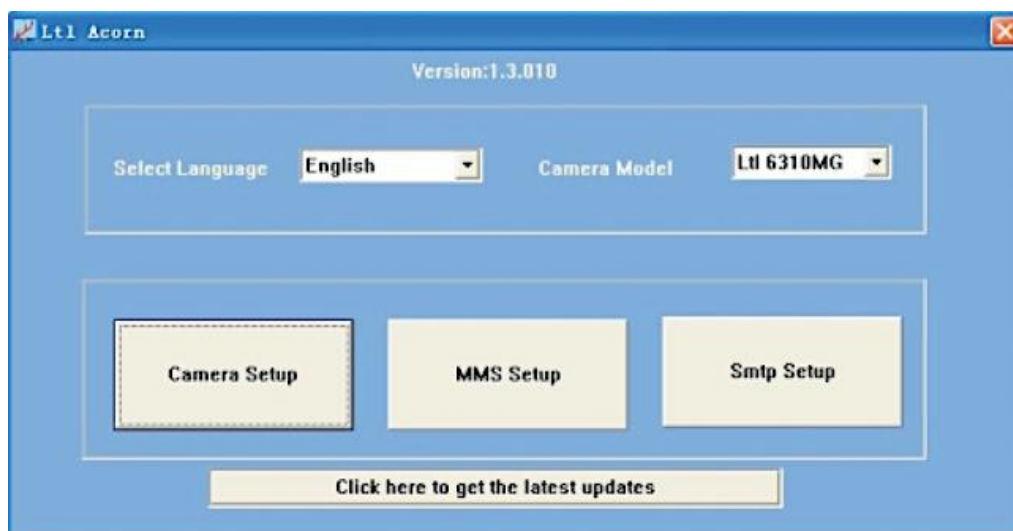 Ltl Acorn
Version:1.3.010
Select Language English Camera Model Ltl 6310MG
Camera Setup MMS Setup Smtp Setup
Click here to get the latest updates